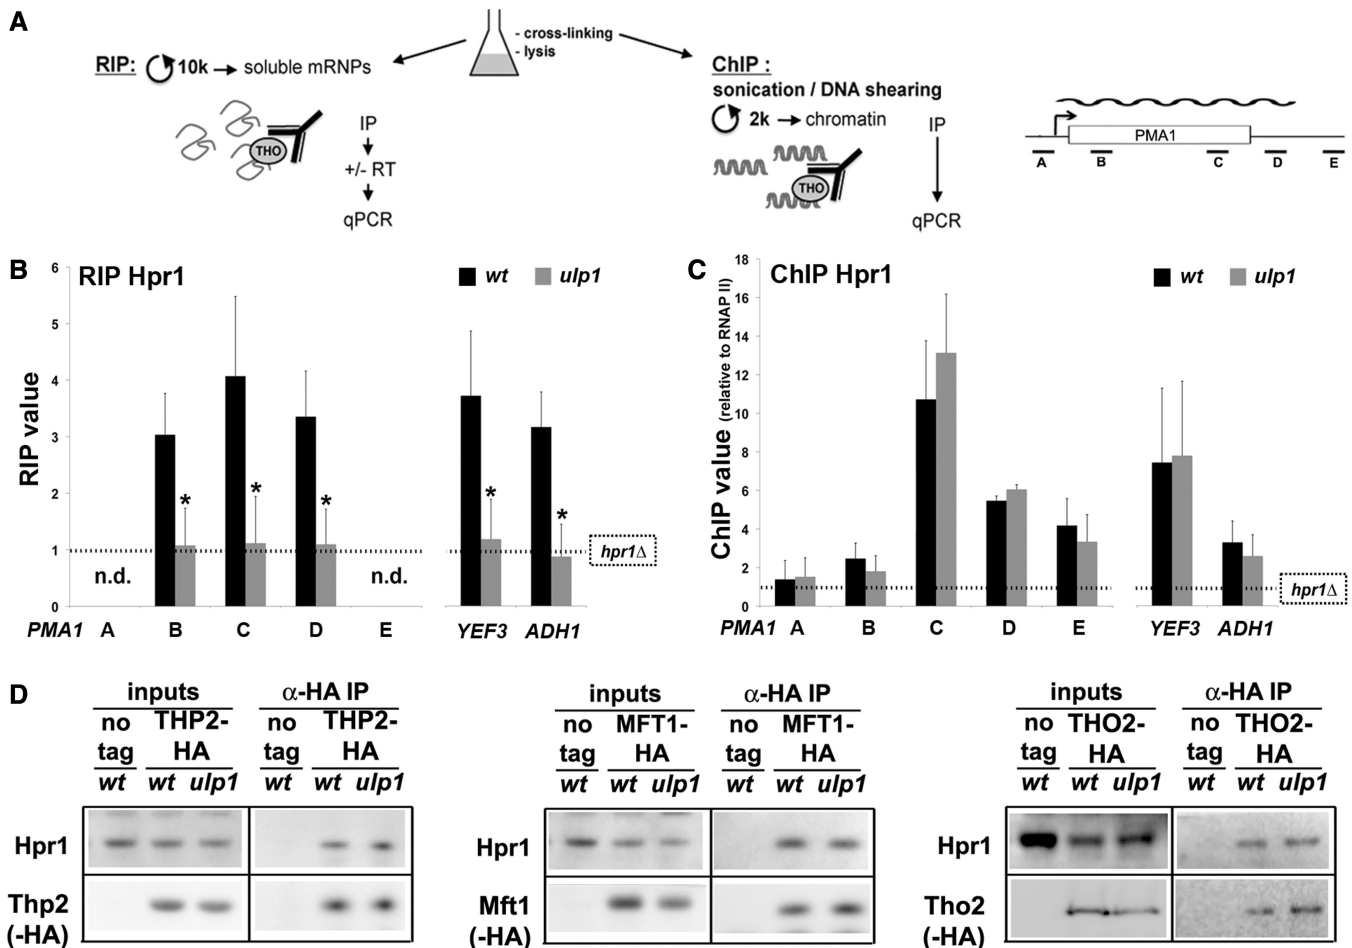 A
RIP:
10k → soluble mRNPs
- cross-linking
- lysis
THO
IP
+/- RT
qPCR
ChIP :
sonication / DNA shearing
2k → chromatin
THO
IP
qPCR
PMA1
A B C D E
B
RIP Hpr1
wt ulp1
RIP value
6
5
4
3
2
1
0
* * * * *
n.d. n.d.
hpr1Δ
PMA1 A B C D E YEF3 ADH1
C
ChIP Hpr1
wt ulp1
ChIP value (relative to RNAP II)
18
16
14
12
10
8
6
4
2
0
hpr1Δ
PMA1 A B C D E YEF3 ADH1
D
inputs α-HA IP
no tag THP2-HA no tag THP2-HA
wt wt ulp1 wt wt ulp1
Hpr1
Thp2 (-HA)
inputs α-HA IP
no tag MFT1-HA no tag MFT1-HA
wt wt ulp1 wt wt ulp1
Hpr1
Mft1 (-HA)
inputs α-HA IP
no tag THO2-HA no tag THO2-HA
wt wt ulp1 wt wt ulp1
Hpr1
Tho2 (-HA)